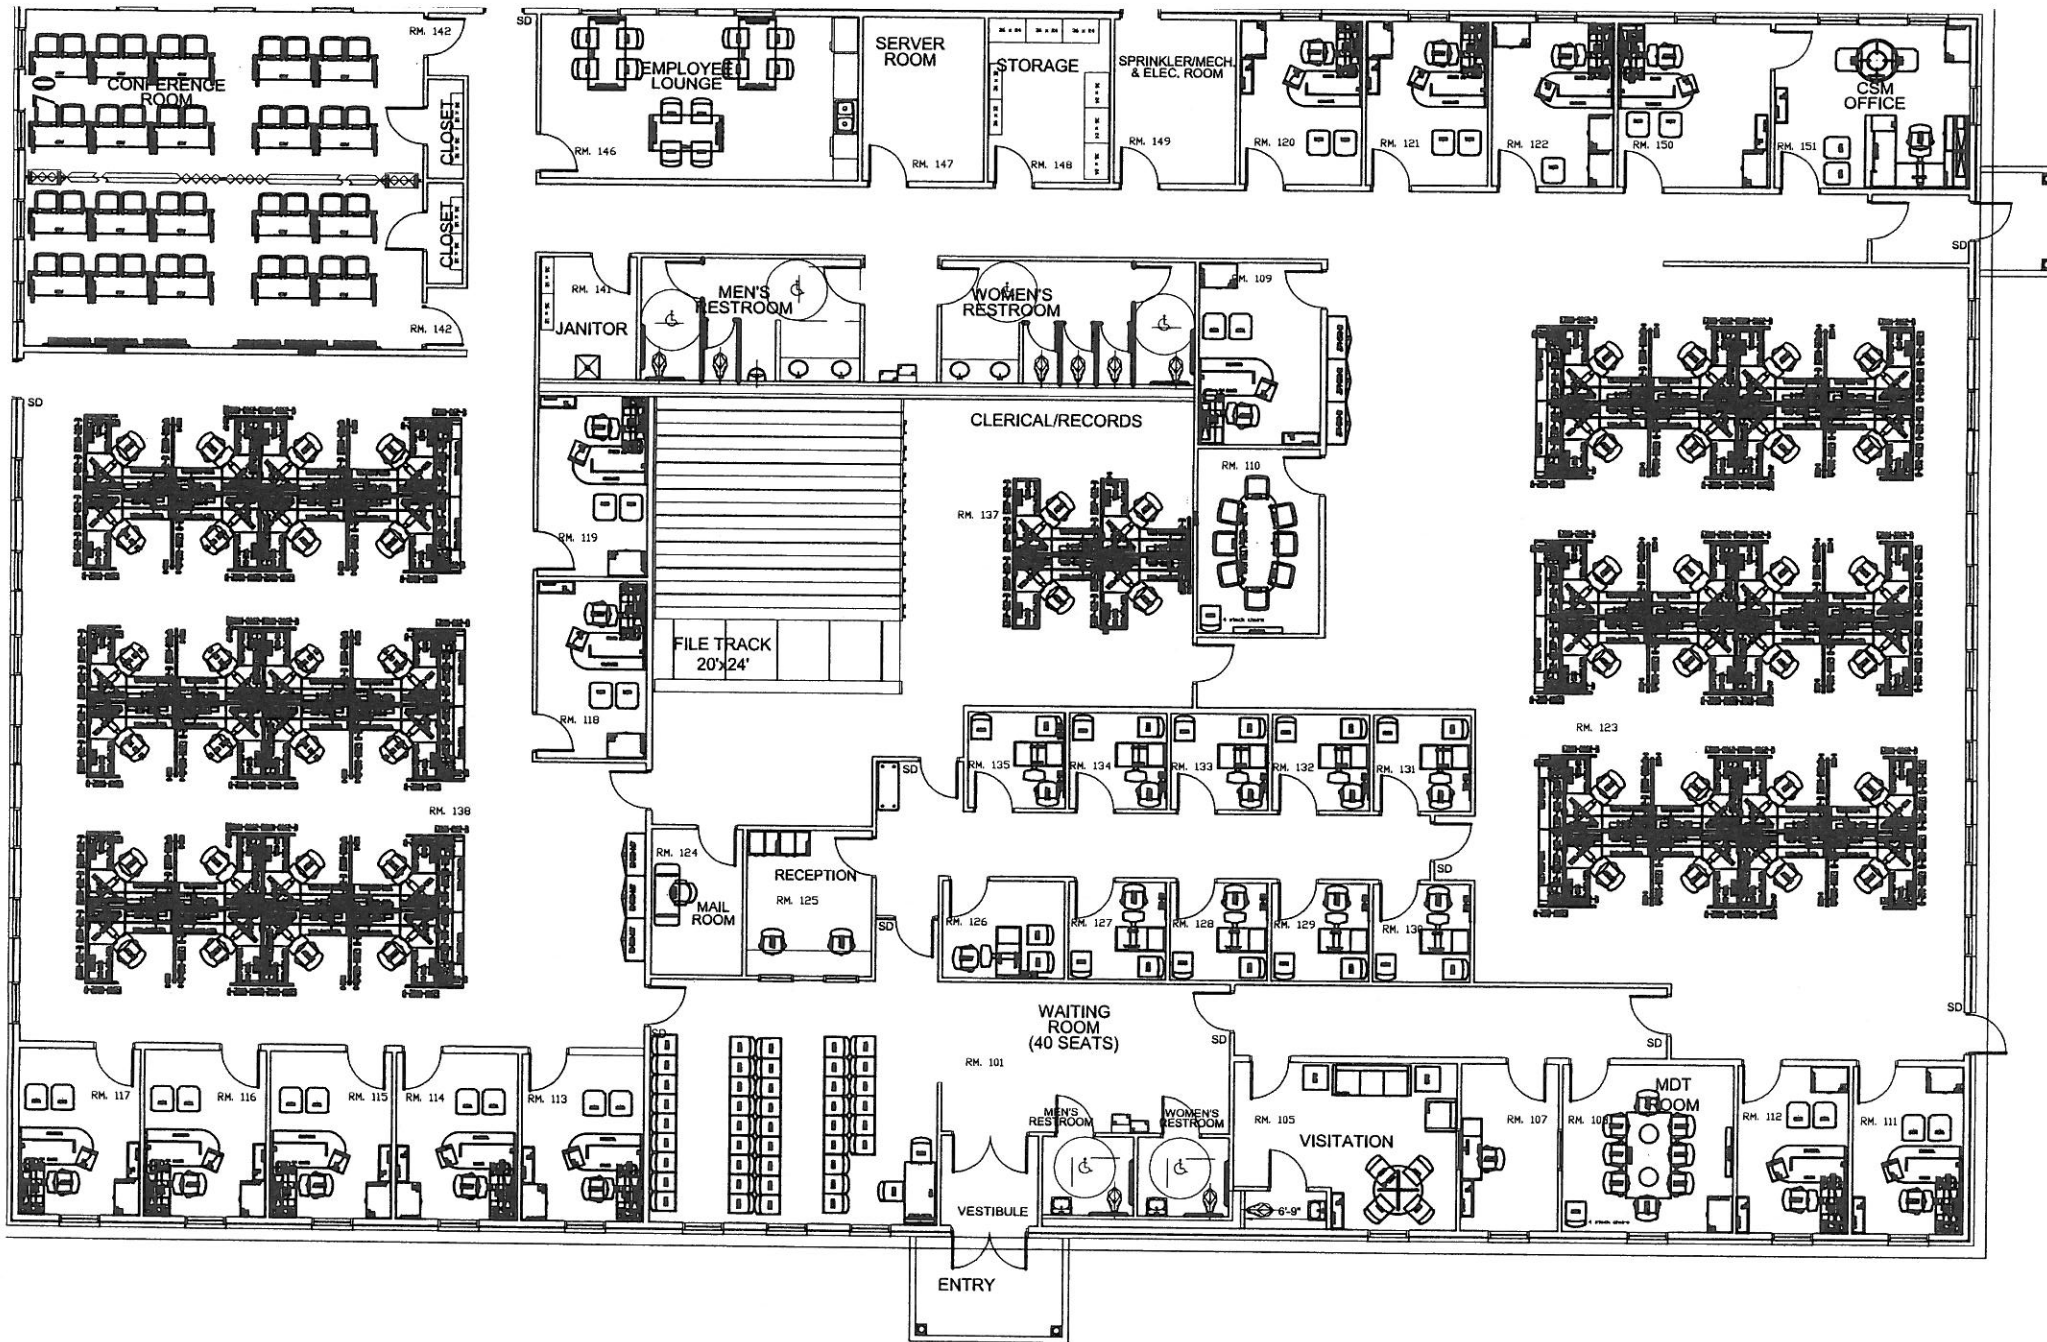 RM. 142
SD
CONFERENCE
ROOM
CLOSET
CLOSET
RM. 142
EMPLOYEE
LOUNGE
RM. 146
SERVER
ROOM
RM. 147
STORAGE
RM. 148
SPRINKLER/MECH.
& ELEC. ROOM
RM. 149
RM. 120
RM. 121
RM. 122
RM. 150
CSM
OFFICE
RM. 151
SD
RM. 141
JANITOR
MEN'S
RESTROOM
WOMEN'S
RESTROOM
RM. 109
SD
CLERICAL/RECORDS
RM. 137
RM. 110
RM. 119
FILE TRACK
20'x24'
RM. 118
RM. 123
RM. 138
SD
RM. 135
RM. 134
RM. 133
RM. 132
RM. 131
RM. 124
MAIL
ROOM
RECEPTION
RM. 125
SD
SD
RM. 126
RM. 127
RM. 128
RM. 129
RM. 130
SD
SD
WAITING
ROOM
(40 SEATS)
RM. 101
SD
SD
RM. 117
RM. 116
RM. 115
RM. 114
RM. 113
MEN'S
RESTROOM
WOMEN'S
RESTROOM
RM. 105
VISITATION
6'-9"
RM. 107
MDT
ROOM
RM. 112
RM. 111
VESTIBULE
ENTRY